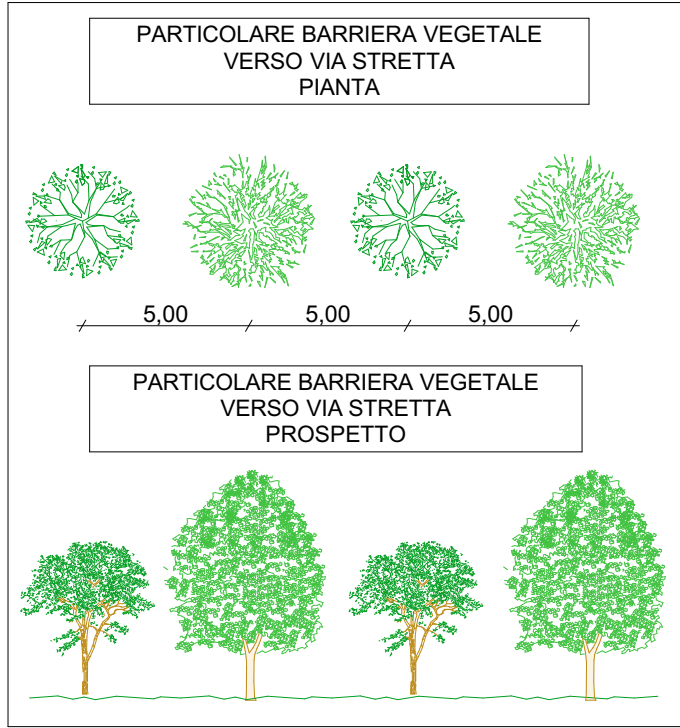 PARTICOLARE BARRIERA VEGETALE
VERSO VIA STRETTA
PIANTA
5,00 5,00 5,00
PARTICOLARE BARRIERA VEGETALE
VERSO VIA STRETTA
PROSPETTO